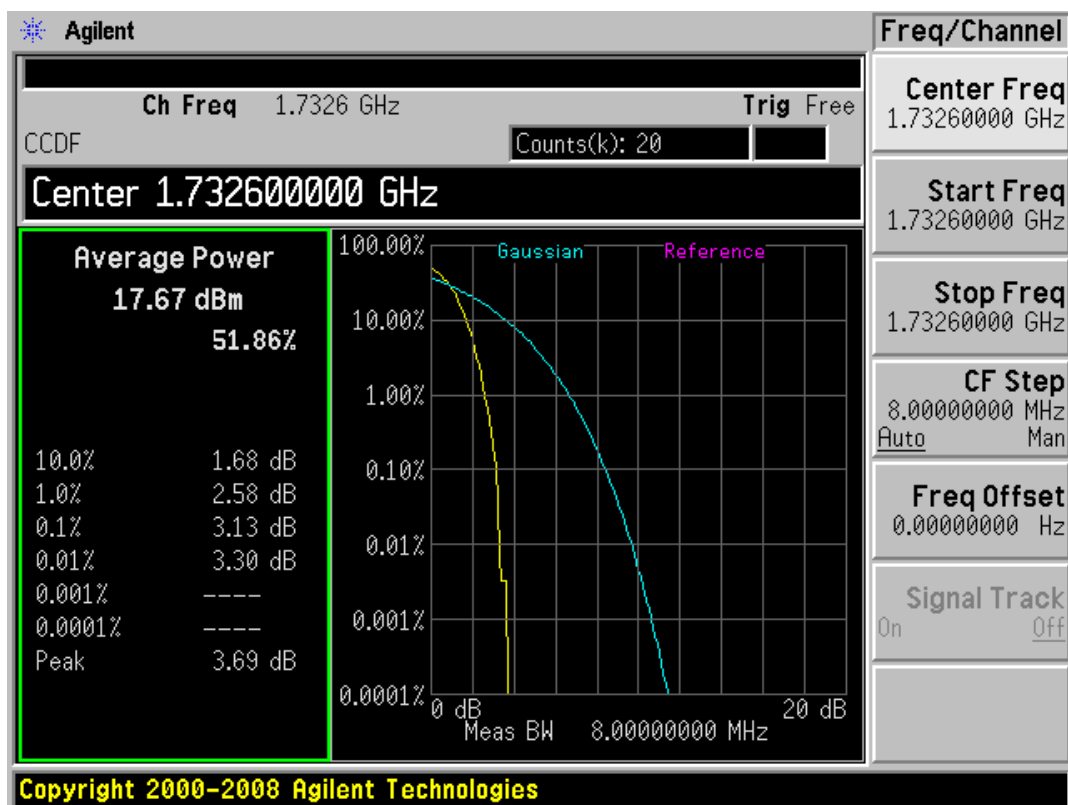 Agilent
Freq/Channel
Ch Freq 1.7326 GHz Trig Free
CCDF Counts(k): 20
Center 1.732600000 GHz
Average Power
17.67 dBm
51.86%
10.0% 1.68 dB
1.0% 2.58 dB
0.1% 3.13 dB
0.01% 3.30 dB
0.001% ----
0.0001% ----
Peak 3.69 dB
Gaussian Reference
100.00%
10.00%
1.00%
0.10%
0.01%
0.001%
0.0001%
0 dB 20 dB
Meas BW 8.00000000 MHz
Center Freq
1.73260000 GHz
Start Freq
1.73260000 GHz
Stop Freq
1.73260000 GHz
CF Step
8.00000000 MHz
Auto Man
Freq Offset
0.00000000 Hz
Signal Track
On Off
Copyright 2000-2008 Agilent Technologies